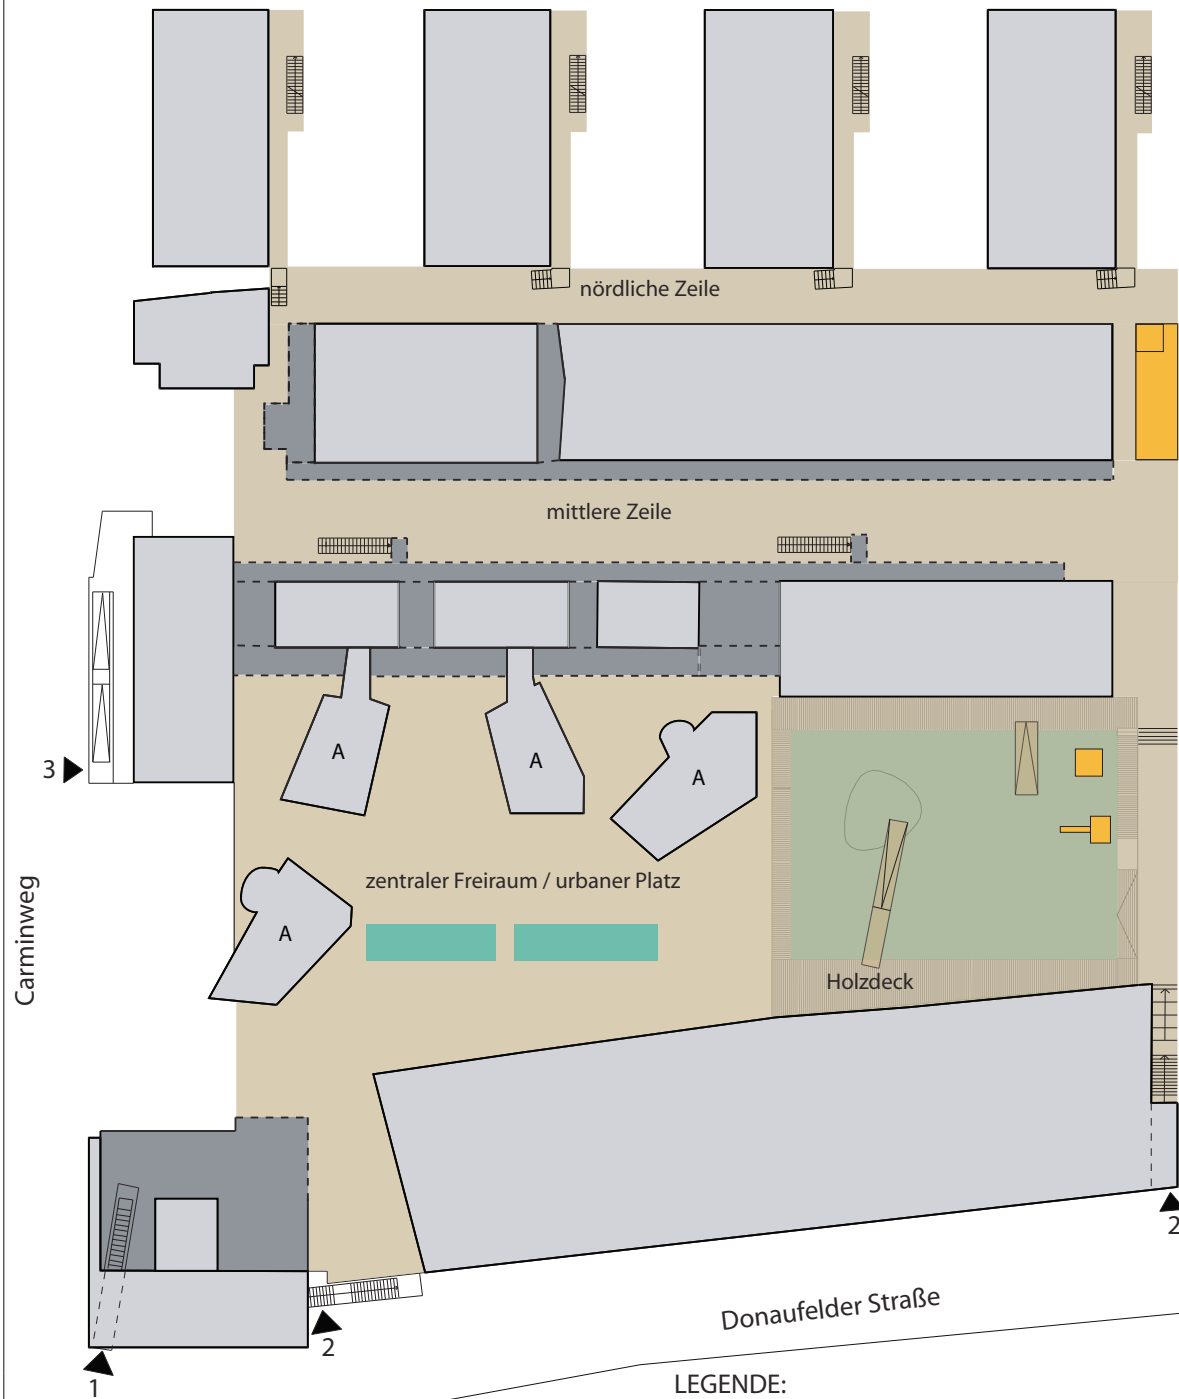 nördliche Zeile
mittlere Zeile
A
A
A
3
zentraler Freiraum / urbaner Platz
A
Carminweg
Holzdeck
2
Donaufelder Straße
2
1
LEGENDE: